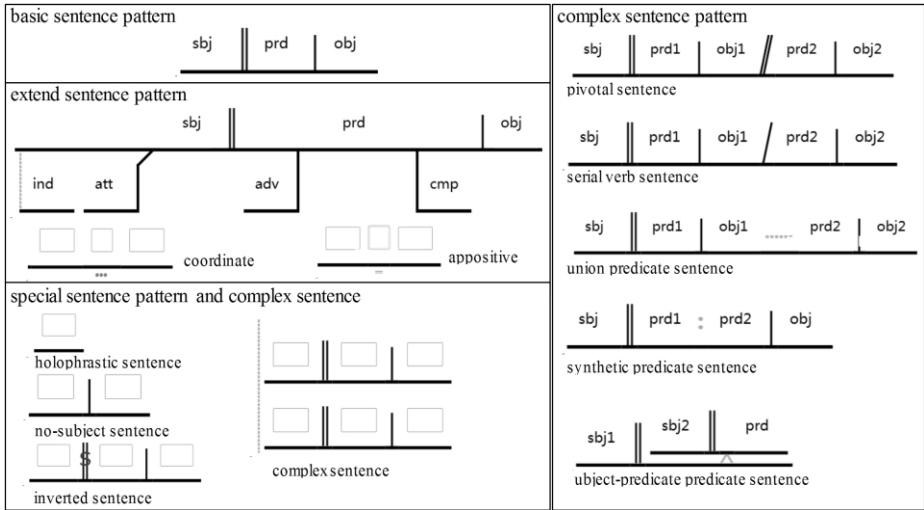 basic sentence pattern
sbj prd obj
extend sentence pattern
sbj prd obj
ind att adv cmp
coordinate
appositive
special sentence pattern and complex sentence
holophrastic sentence
no-subject sentence
S
inverted sentence
complex sentence
complex sentence pattern
sbj prd1 obj1 prd2 obj2
pivotal sentence
sbj prd1 obj1 prd2 obj2
serial verb sentence
sbj prd1 obj1 prd2 obj2
union predicate sentence
sbj prd1 : prd2 obj
synthetic predicate sentence
sbj1 sbj2 prd
ubject-predicate predicate sentence